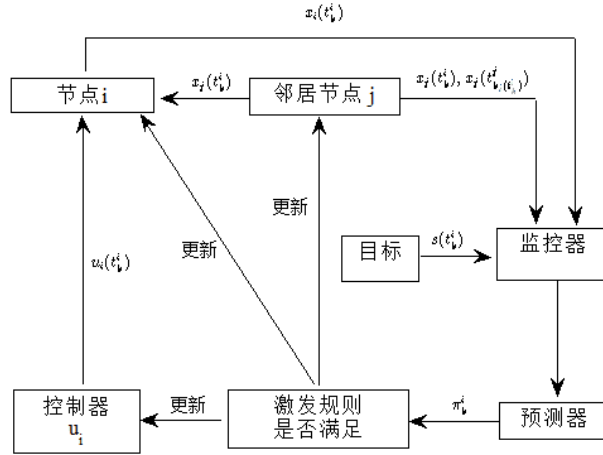 x_i(t_k^i)
节点i
x_j(t_k^i)
邻居节点 j
x_j(t_k^i), x_j(t_{k_j(t_k^i)}^j)
更新
更新
目标
s(t_k^i)
监控器
u_i(t_k^i)
控制器
u_i
更新
激发规则
是否满足
π_k^i
预测器